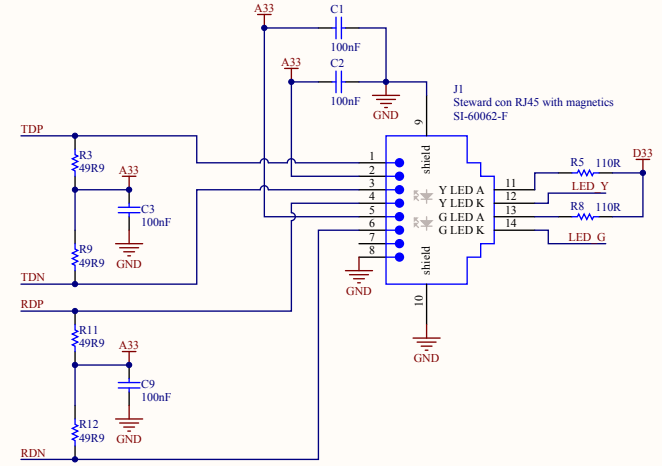 A33
C1
100nF
A33
C2
100nF
GND
J1
Steward con RJ45 with magnetics
SI-60062-F
TDP
R3
49R9
A33
C3
100nF
R9
49R9
GND
TDN
9
shield
1
2
3
4
5
6
7
8
Y LED A
Y LED K
G LED A
G LED K
11
12
13
14
R5 110R
D33
LED_Y
R8 110R
LED_G
shield
10
GND
GND
RDP
R11
49R9
A33
C9
100nF
R12
49R9
GND
RDN